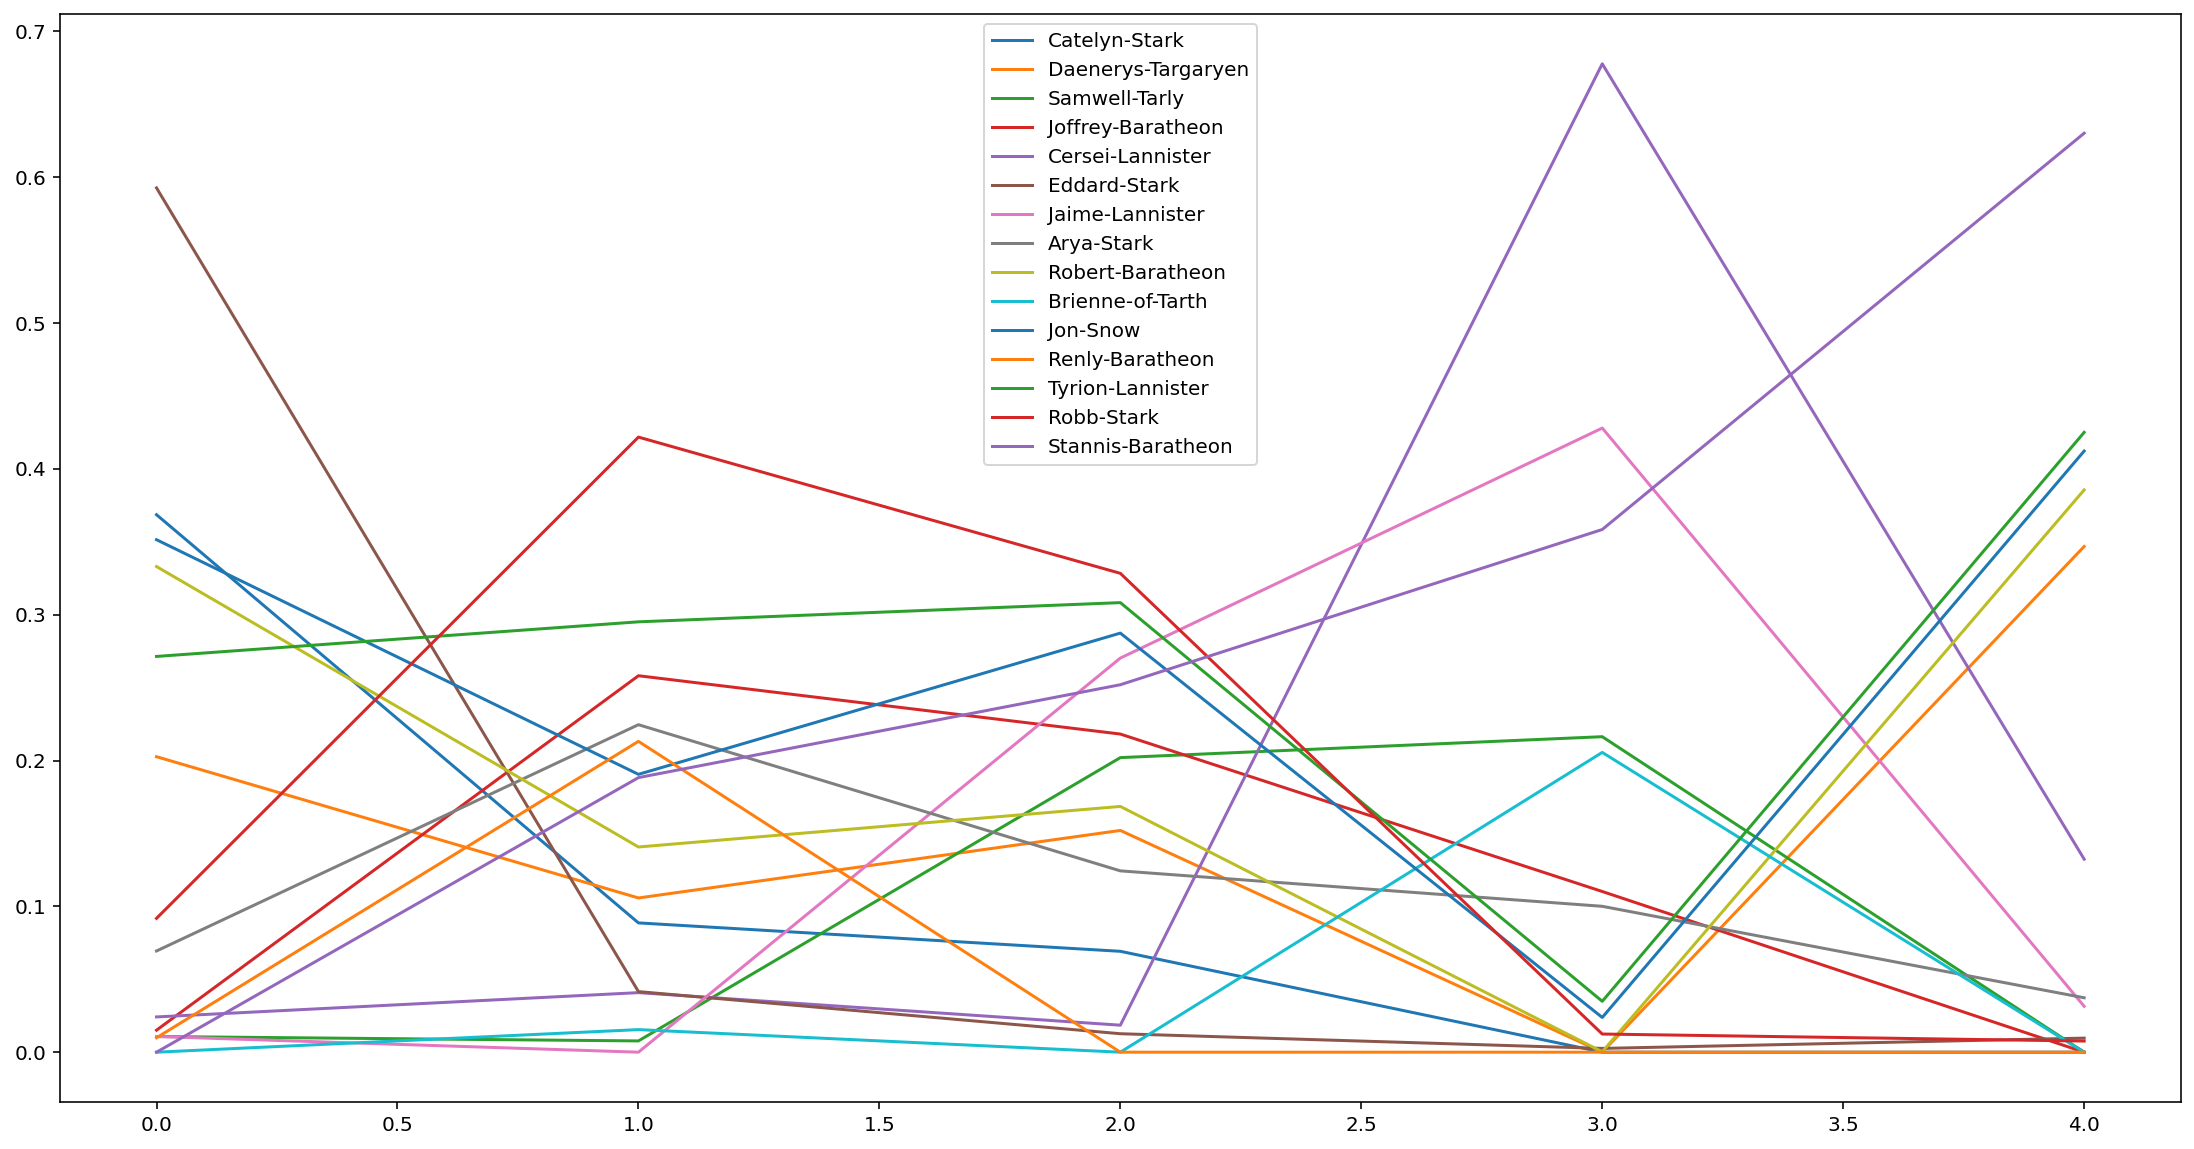 0.7
0.6
0.5
0.4
0.3
0.2
0.1
0.0
Catelyn-Stark
Daenerys-Targaryen
Samwell-Tarly
Joffrey-Baratheon
Cersei-Lannister
Eddard-Stark
Jaime-Lannister
Arya-Stark
Robert-Baratheon
Brienne-of-Tarth
Jon-Snow
Renly-Baratheon
Tyrion-Lannister
Robb-Stark
Stannis-Baratheon
0.0 0.5 1.0 1.5 2.0 2.5 3.0 3.5 4.0